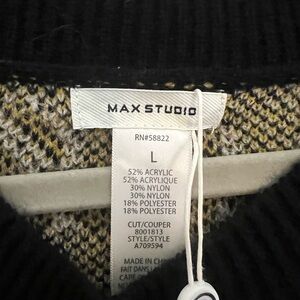 MAX STUDIO
RN#58822
L
52% ACRYLIC
52% ACRYLIQUE
30% NYLON
30% NYLON
18% POLYESTER
18% POLYESTER
CUT/COUPER
8001813
STYLE/STYLE
A709594
MADE IN
FAIT DANS